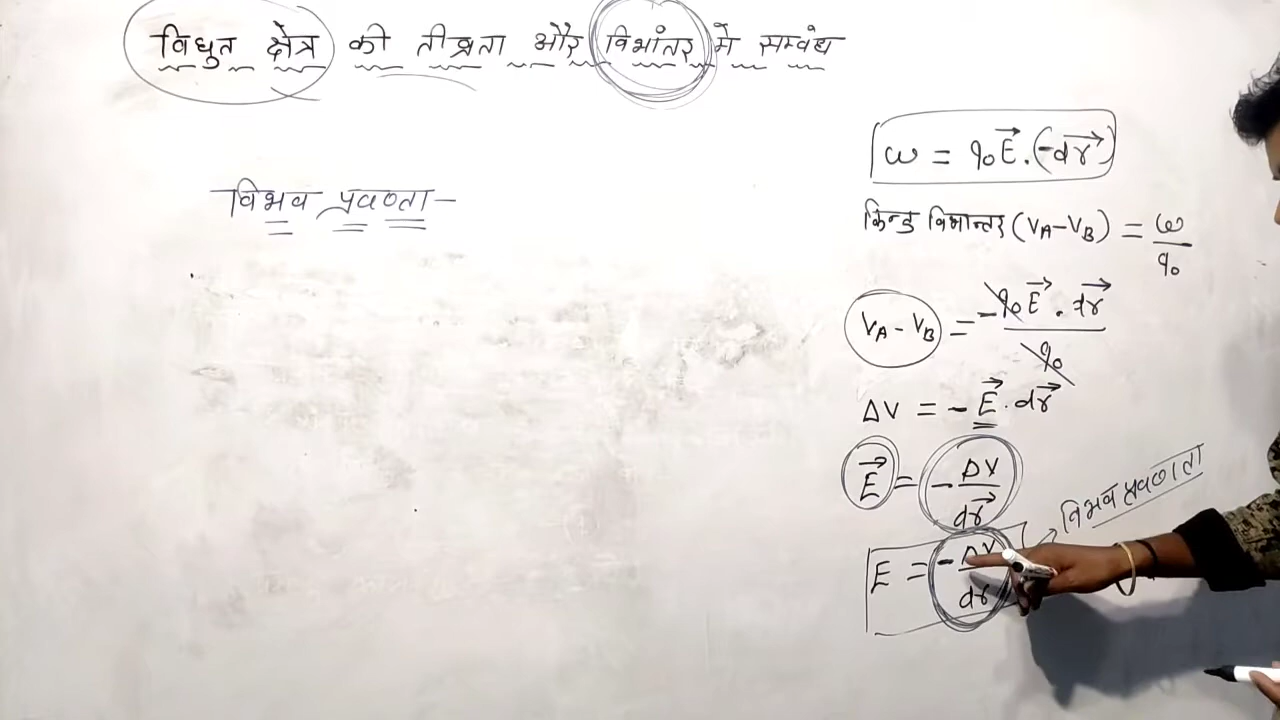 विधुत क्षेत्र की तीव्रता और विभांतर मे सम्बंध
विभव प्रवणता-
ω = q₀E⃗.(-dr⃗)
किन्तु विभान्तर (V_A-V_B) = ω/q₀
V_A - V_B = -q₀E⃗ . dr⃗/q₀
ΔV = - E⃗.dr⃗
E⃗ = - ΔV/dr⃗
विभव प्रवणता
E = - ΔV/dr